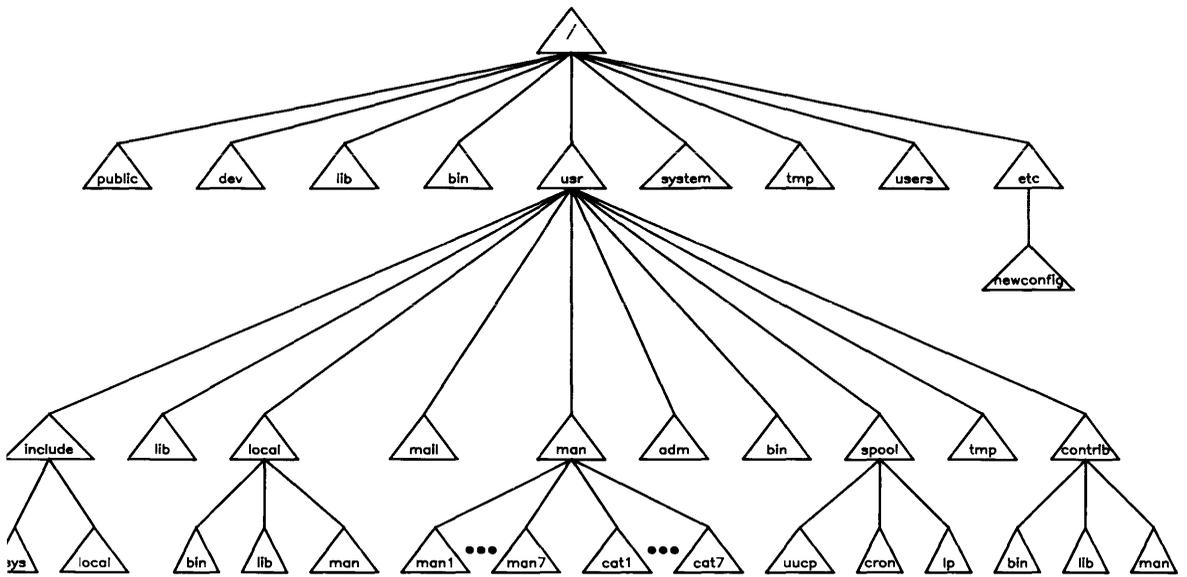 /
public dev lib bin usr system tmp users etc
newconfig
include lib local mail man adm bin spool tmp contrib
sys local bin lib man man1 ••• man7 cat1 ••• cat7 uucp cron lp bin lib man